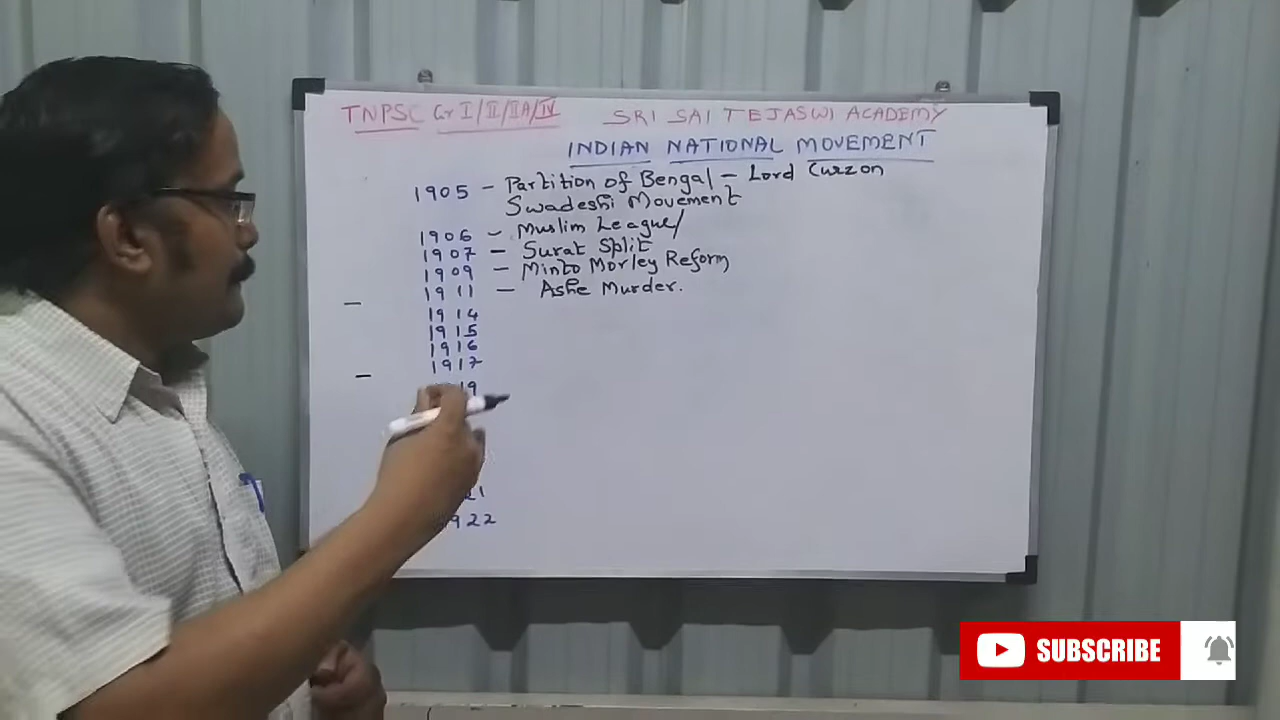 TNPSC Gr I/II/IIA/IV SRI SAI TEJASWI ACADEMY
INDIAN NATIONAL MOVEMENT
1905 - Partition of Bengal - Lord Curzon
Swadeshi Movement
1906 - Muslim League/
1907 - Surat Split
1909 - Minto Morley Reform
1911 - Ashe Murder.
1914
1915
1916
1917
19
21
922
SUBSCRIBE